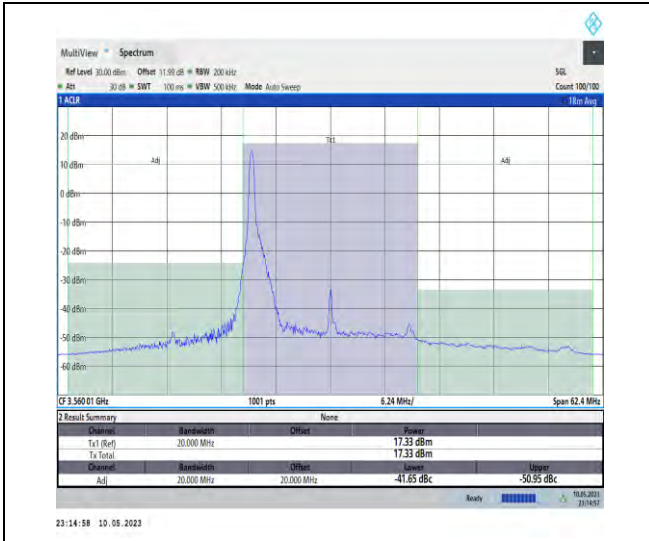 MultiView Spectrum
Ref Level 30.00 dBm Offset 11.99 dB RBW 200 kHz SGL
Att 30 dB SWT 100 ms VBW 500 kHz Mode Auto Sweep Count 100/100
1 ACLR 1Rm Avg
20 dBm
Tx1
10 dBm Adj Adj
0 dBm
-10 dBm
-20 dBm
-30 dBm
-40 dBm
-50 dBm
-60 dBm
CF 3.56001 GHz 1001 pts 6.24 MHz/ Span 62.4 MHz
2 Result Summary None
Channel Bandwidth Offset Power
Tx1 (Ref) 20.000 MHz 17.33 dBm
Tx Total 17.33 dBm
Channel Bandwidth Offset Lower Upper
Adj 20.000 MHz 20.000 MHz -41.65 dBc -50.95 dBc
Ready 10.05.2023
23:14:57
23:14:58 10.05.2023